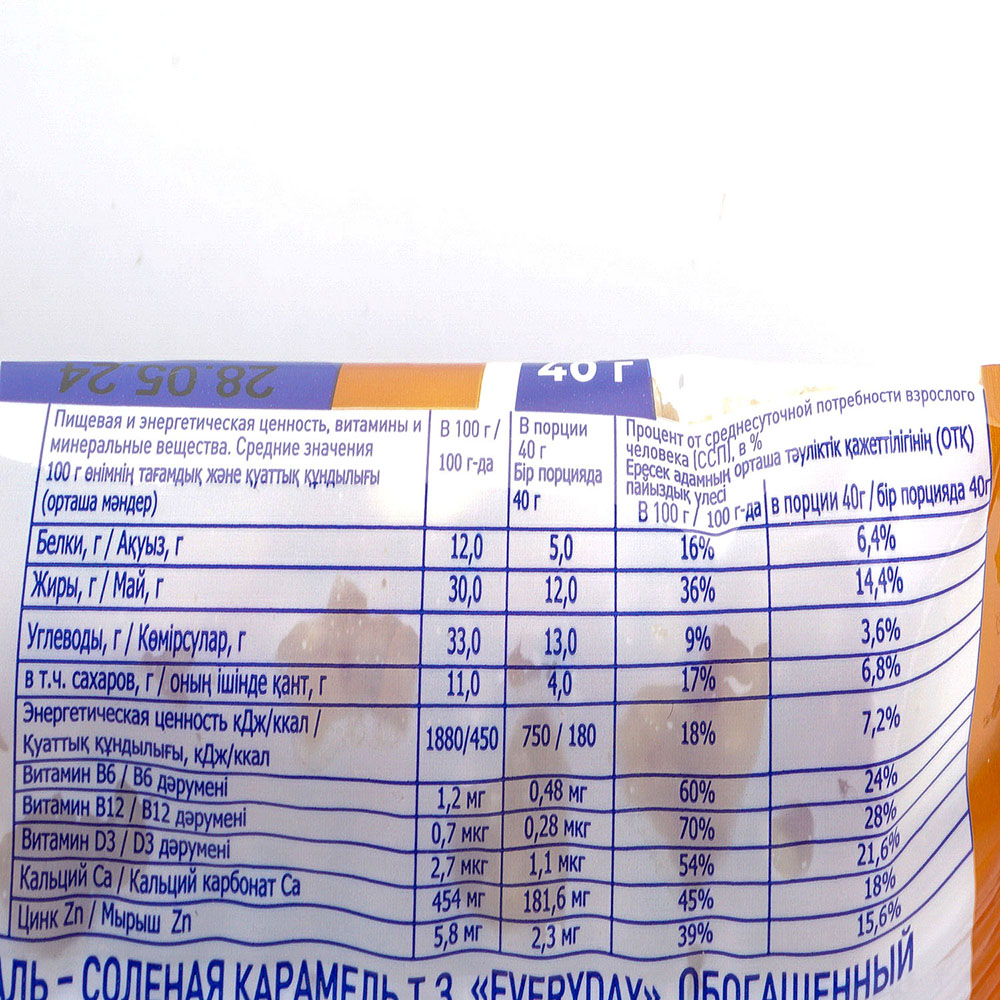 28.05.24
40 г
Пищевая и энергетическая ценность, витамины и
минеральные вещества. Средние значения
100 г өнімнің тағамдық және қуаттық құндылығы
(орташа мәндер)
В 100 г /
100 г-да
В порции
40 г
Бір порцияда
40 г
Процент от среднесуточной потребности взрослого
человека (ССП), в %
Ересек адамның орташа тәуліктік қажеттілігінің (ОТҚ)
пайыздық үлесі
В 100 г / 100 г-да
в порции 40г / бір порцияда 40г
Белки, г / Ақуыз, г 12,0 5,0 16% 6,4%
Жиры, г / Май, г 30,0 12,0 36% 14,4%
Углеводы, г / Көмірсулар, г 33,0 13,0 9% 3,6%
в т.ч. сахаров, г / оның ішінде қант, г 11,0 4,0 17% 6,8%
Энергетическая ценность кДж/ккал /
Қуаттық құндылығы, кДж/ккал 1880/450 750 / 180 18% 7,2%
Витамин В6 / В6 дәрумені 1,2 мг 0,48 мг 60% 24%
Витамин В12 / В12 дәрумені 0,7 мкг 0,28 мкг 70% 28%
Витамин D3 / D3 дәрумені 2,7 мкг 1,1 мкг 54% 21,6%
Кальций Ca / Кальций карбонат Ca 454 мг 181,6 мг 45% 18%
Цинк Zn / Мырыш Zn 5,8 мг 2,3 мг 39% 15,6%
АЛЬ – СОЛЕНАЯ КАРАМЕЛЬ Т.З. «EVERYDAY» ОБОГАЩЕННЫЙ